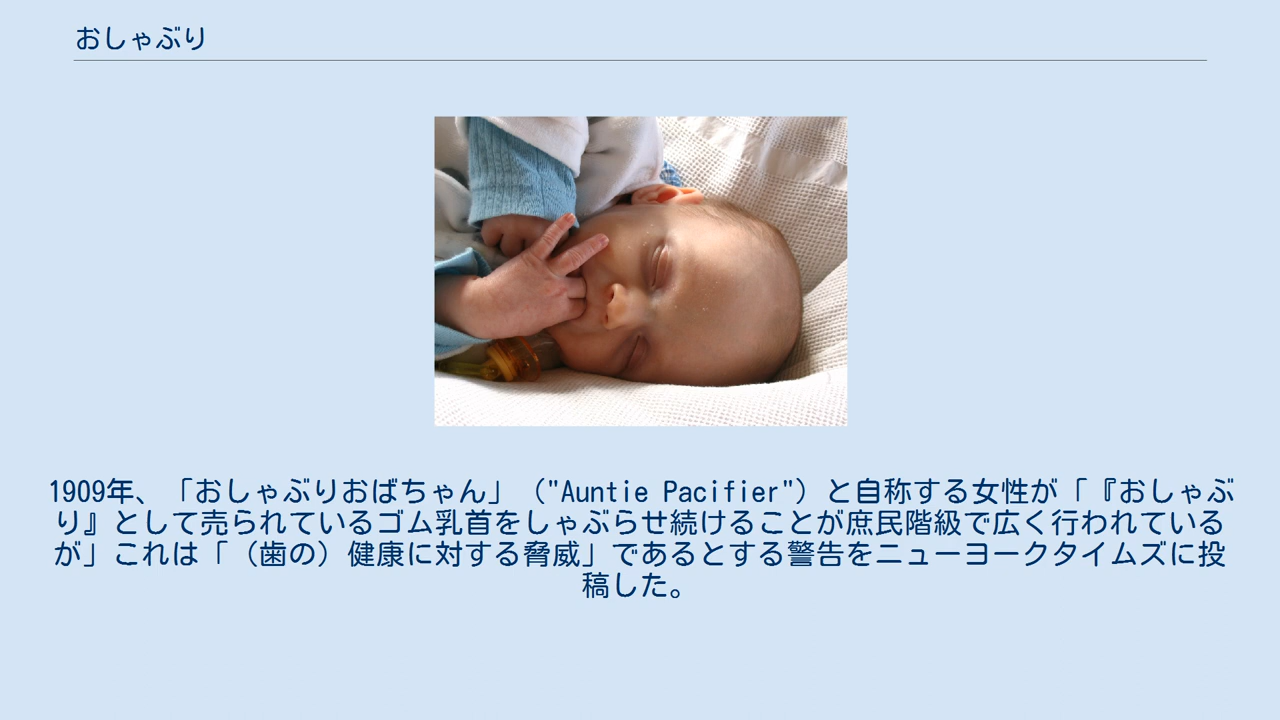 おしゃぶり
1909年、「おしゃぶりおばちゃん」（"Auntie Pacifier"）と自称する女性が「『おしゃぶ
り』として売られているゴム乳首をしゃぶらせ続けることが庶民階級で広く行われている
が」これは「（歯の）健康に対する脅威」であるとする警告をニューヨークタイムズに投
稿した。